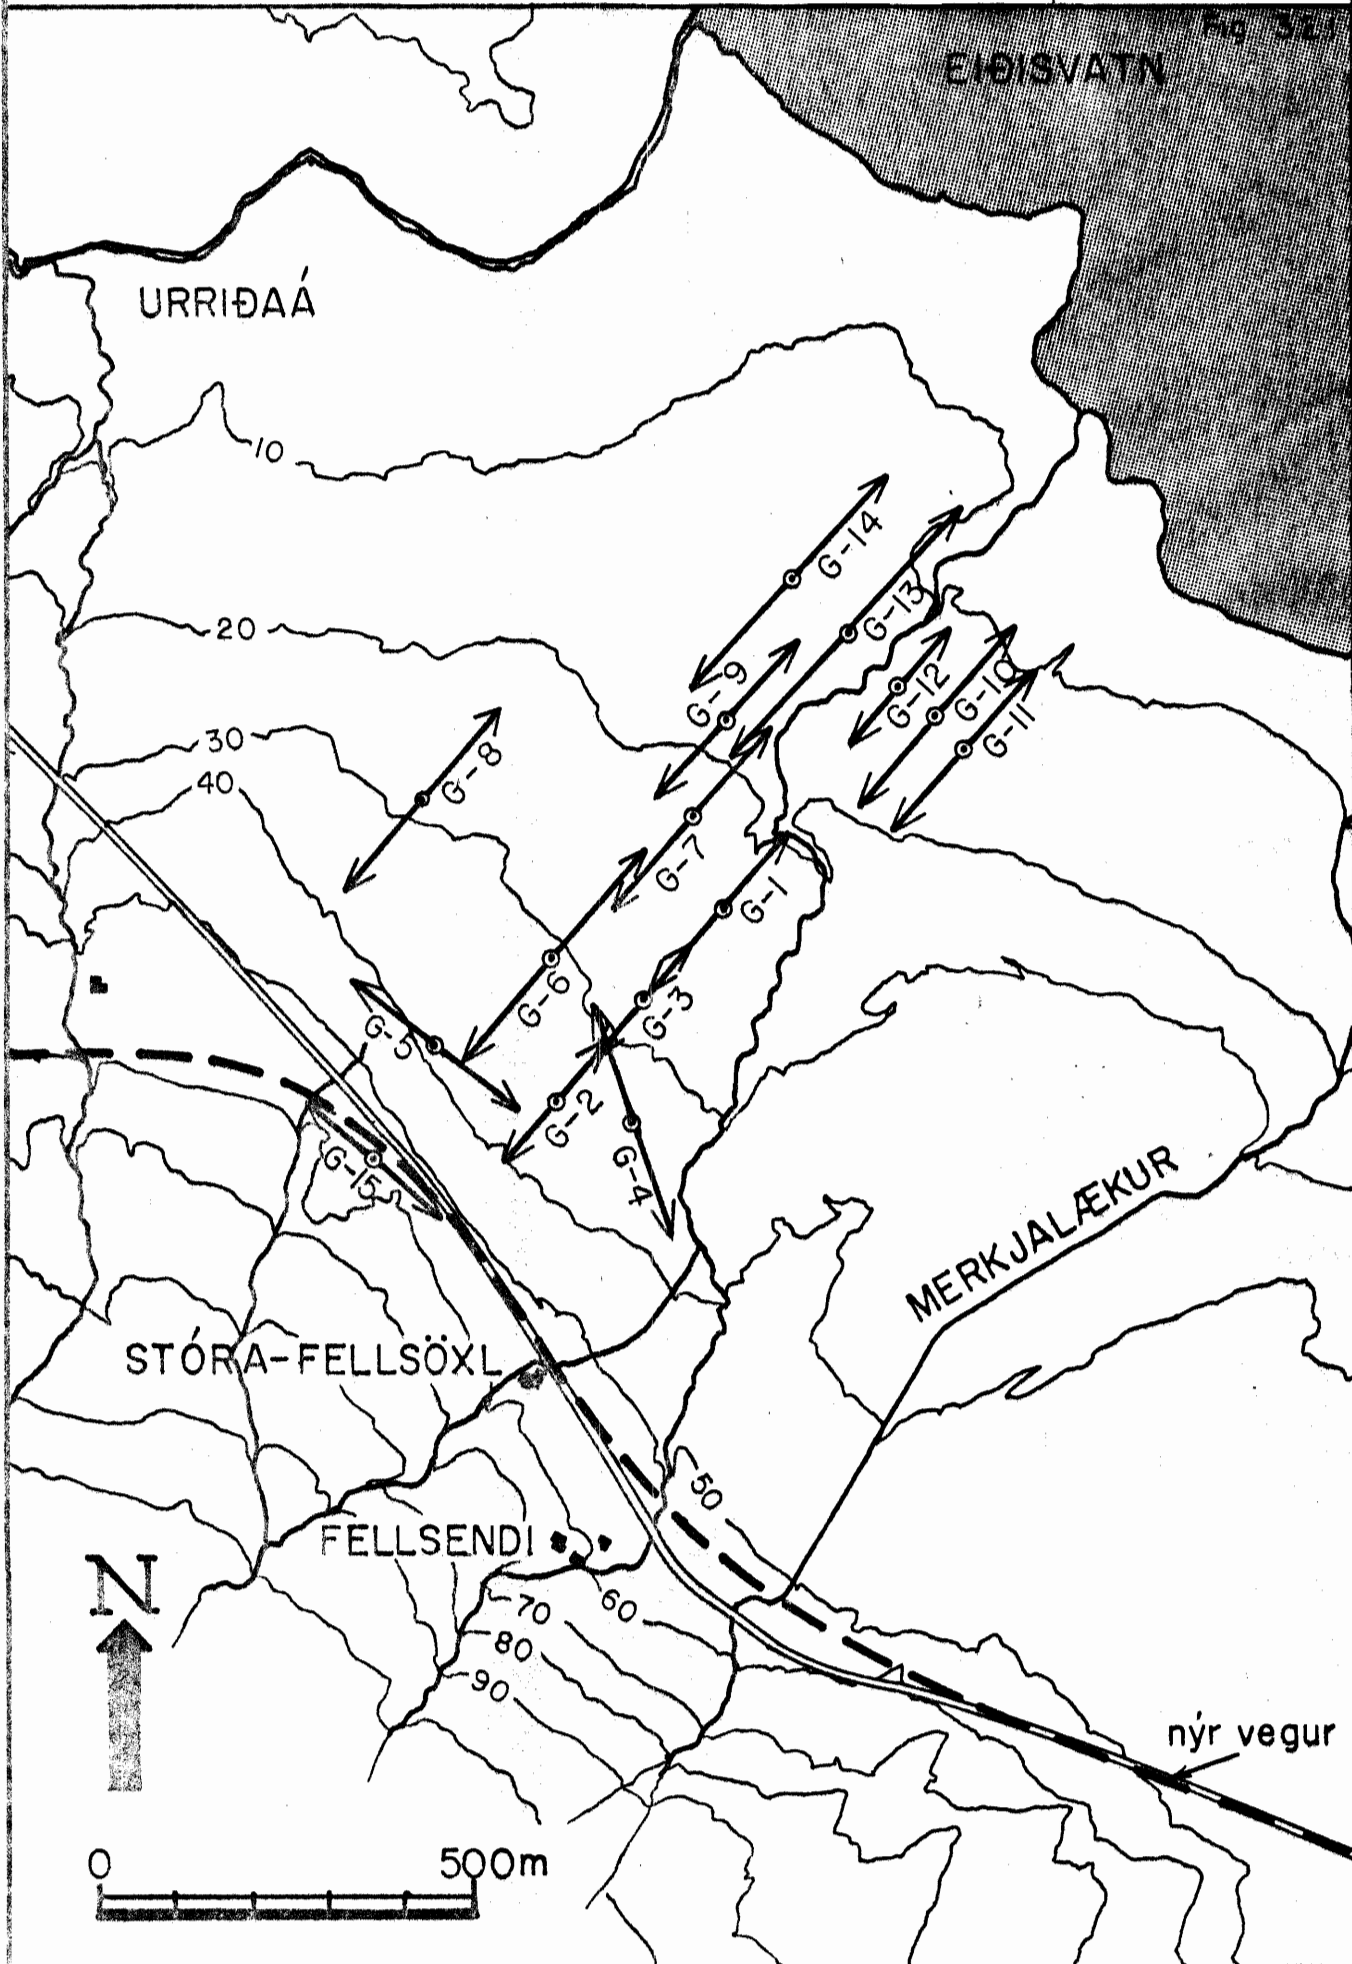 Fig 3.2.1
EIÐISVATN
URRIÐAÁ
10
G-14
G-13
20
G-12
G-10
G-9
G-11
30
G-8
40
G-7
G-1
G-6
G-3
G-5
G-2
G-15
G-4
MERKJALÆKUR
STÓRA-FELLSÖXL
50
FELLSENDI
N
60
70
80
90
nýr vegur
0 500m